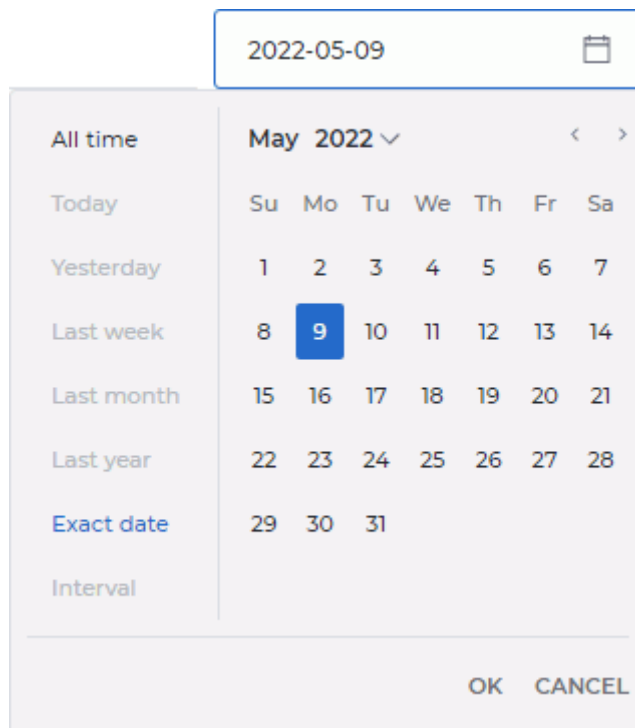 2022-05-09
All time
Today
Yesterday
Last week
Last month
Last year
Exact date
Interval
May 2022
Su Mo Tu We Th Fr Sa
1 2 3 4 5 6 7
8 9 10 11 12 13 14
15 16 17 18 19 20 21
22 23 24 25 26 27 28
29 30 31
OK CANCEL